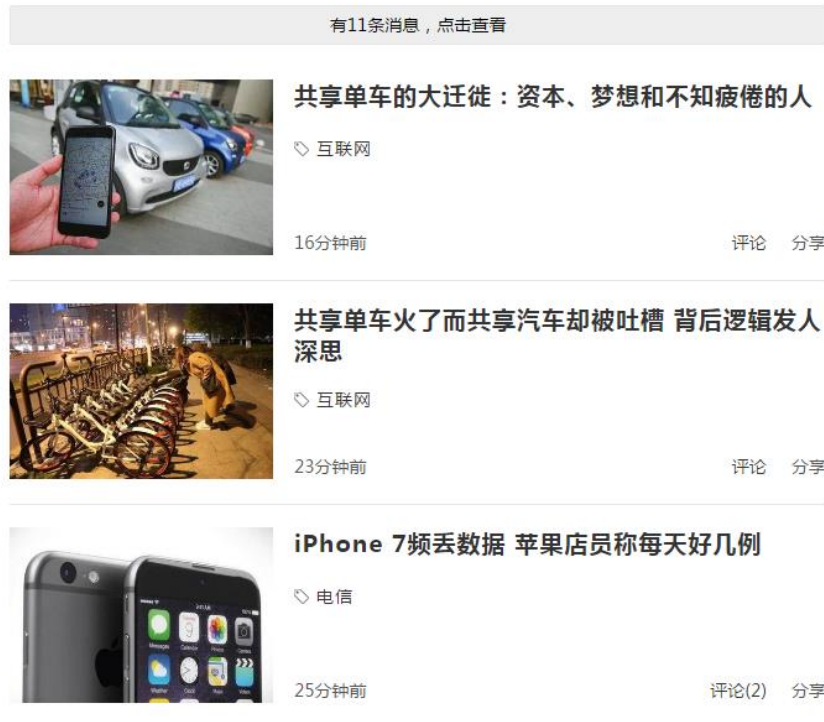 有11条消息，点击查看
共享单车的大迁徙：资本、梦想和不知疲倦的人
互联网
16分钟前 评论 分享
共享单车火了而共享汽车却被吐槽 背后逻辑发人
深思
互联网
23分钟前 评论 分享
iPhone 7频丢数据 苹果店员称每天好几例
电信
25分钟前 评论(2) 分享